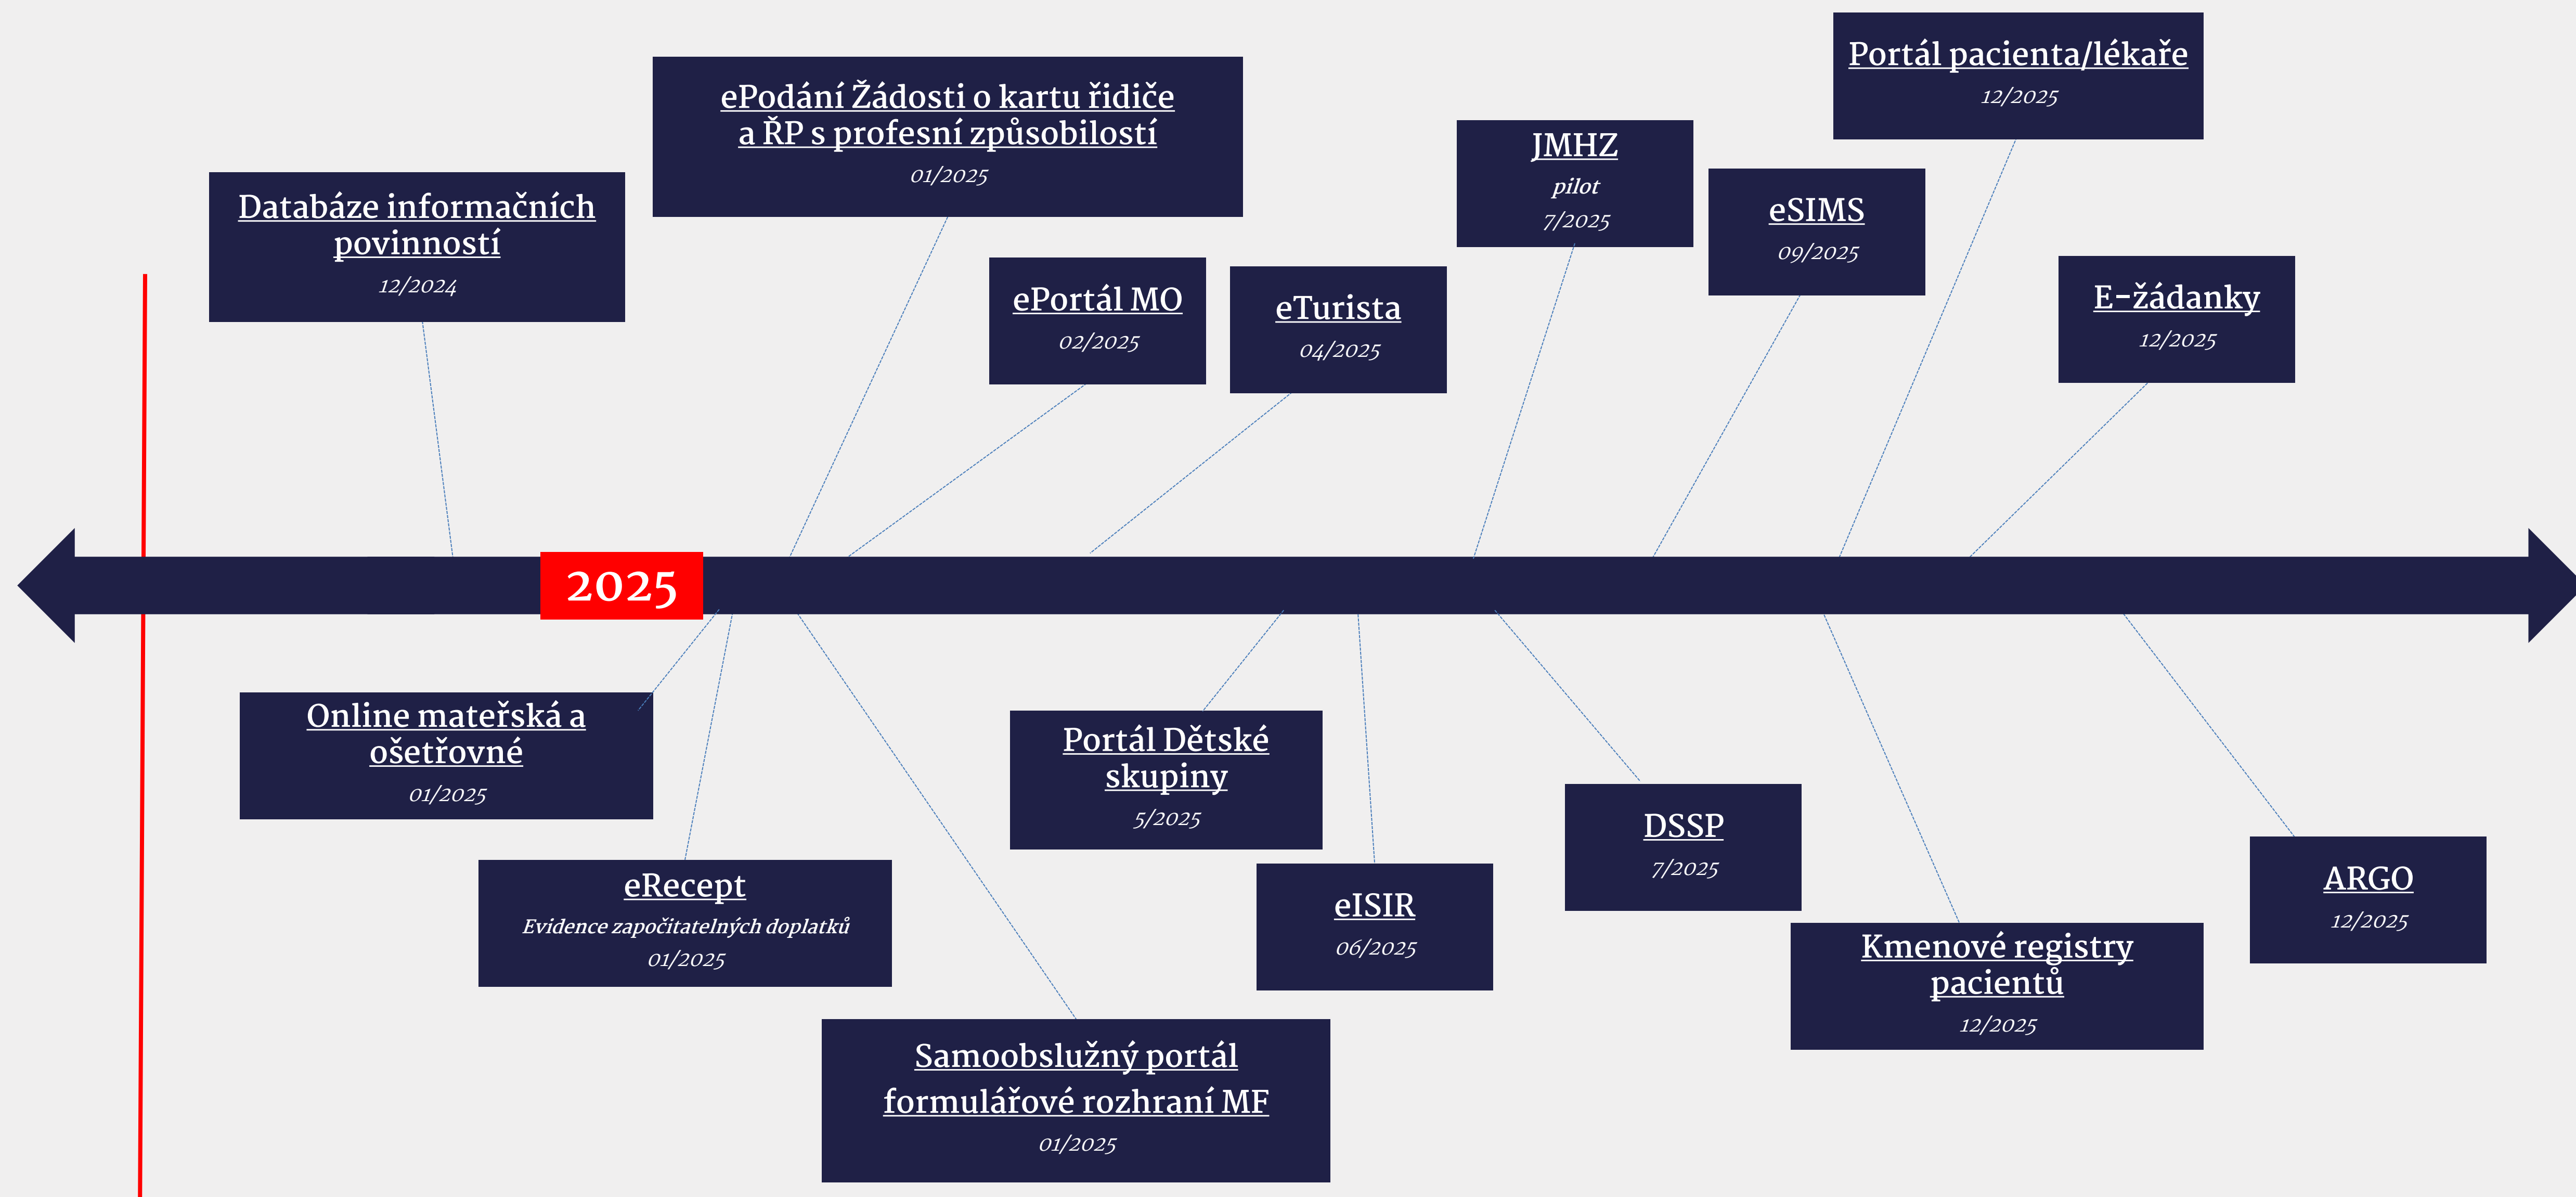 Portál pacienta/lékaře
12/2025
ePodání Žádosti o kartu řidiče
a ŘP s profesní způsobilostí
01/2025
JMHZ
pilot
7/2025
Databáze informačních
povinností
12/2024
eSIMS
09/2025
ePortál MO
02/2025
eTurista
04/2025
E-žádanky
12/2025
2025
Online mateřská a
ošetřovné
01/2025
Portál Dětské
skupiny
5/2025
DSSP
7/2025
eRecept
Evidence započitatelných doplatků
01/2025
eISIR
06/2025
ARGO
12/2025
Kmenové registry
pacientů
12/2025
Samoobslužný portál
formulářové rozhraní MF
01/2025